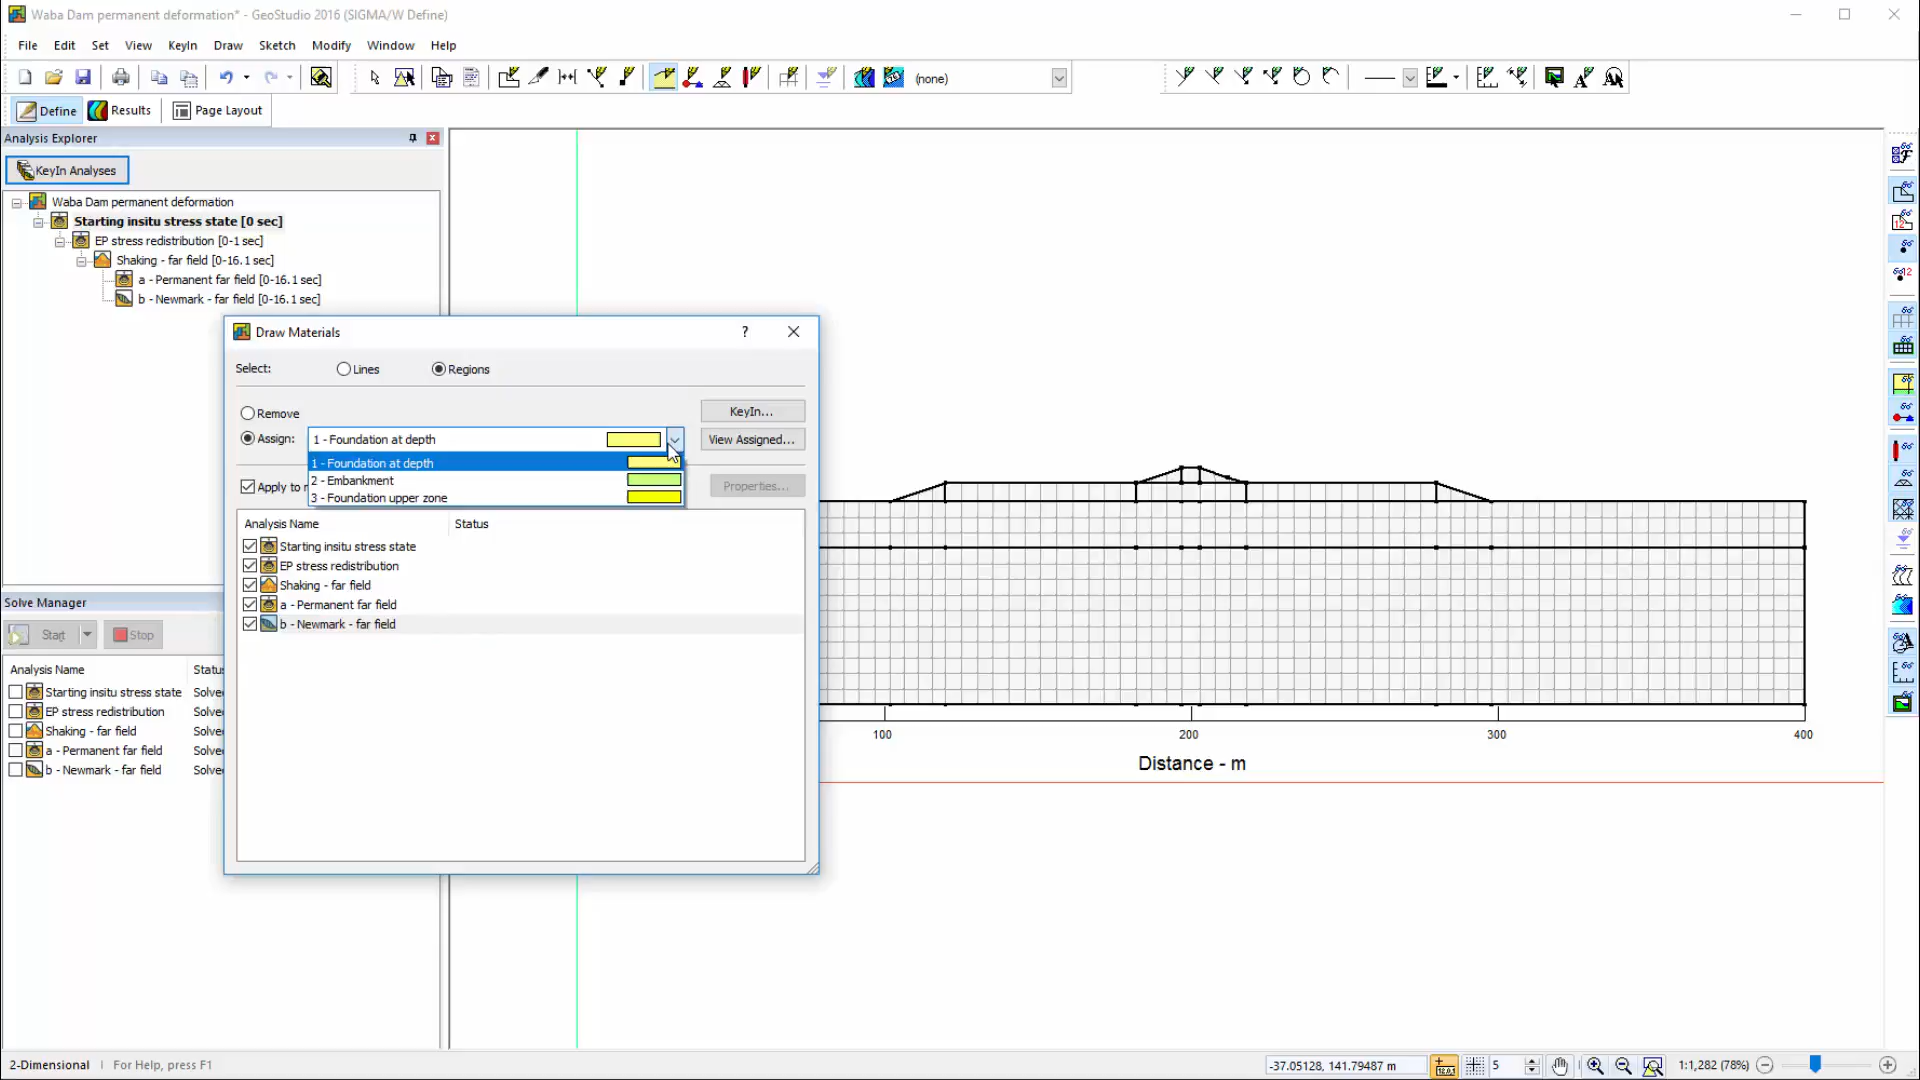 Waba Dam permanent deformation* - GeoStudio 2016 (SIGMA/W Define)
File Edit Set View KeyIn Draw Sketch Modify Window Help
(none)
Define Results Page Layout
Analysis Explorer
KeyIn Analyses
Waba Dam permanent deformation
Starting insitu stress state [0 sec]
EP stress redistribution [0-1 sec]
Shaking - far field [0-16.1 sec]
a - Permanent far field [0-16.1 sec]
b - Newmark - far field [0-16.1 sec]
Draw Materials ?
Select: Lines Regions
Remove
KeyIn...
Assign: 1 - Foundation at depth
View Assigned...
1 - Foundation at depth
2 - Embankment
3 - Foundation upper zone
Apply to
Properties...
Analysis Name Status
Starting insitu stress state
EP stress redistribution
Shaking - far field
a - Permanent far field
b - Newmark - far field
Solve Manager
Start Stop
Analysis Name Status
Starting insitu stress state Solve
EP stress redistribution Solve
Shaking - far field Solve
a - Permanent far field Solve
b - Newmark - far field Solve
100 200 300 400
Distance - m
2-Dimensional For Help, press F1
-37.05128, 141.79487 m
5
1:1,282 (78%)